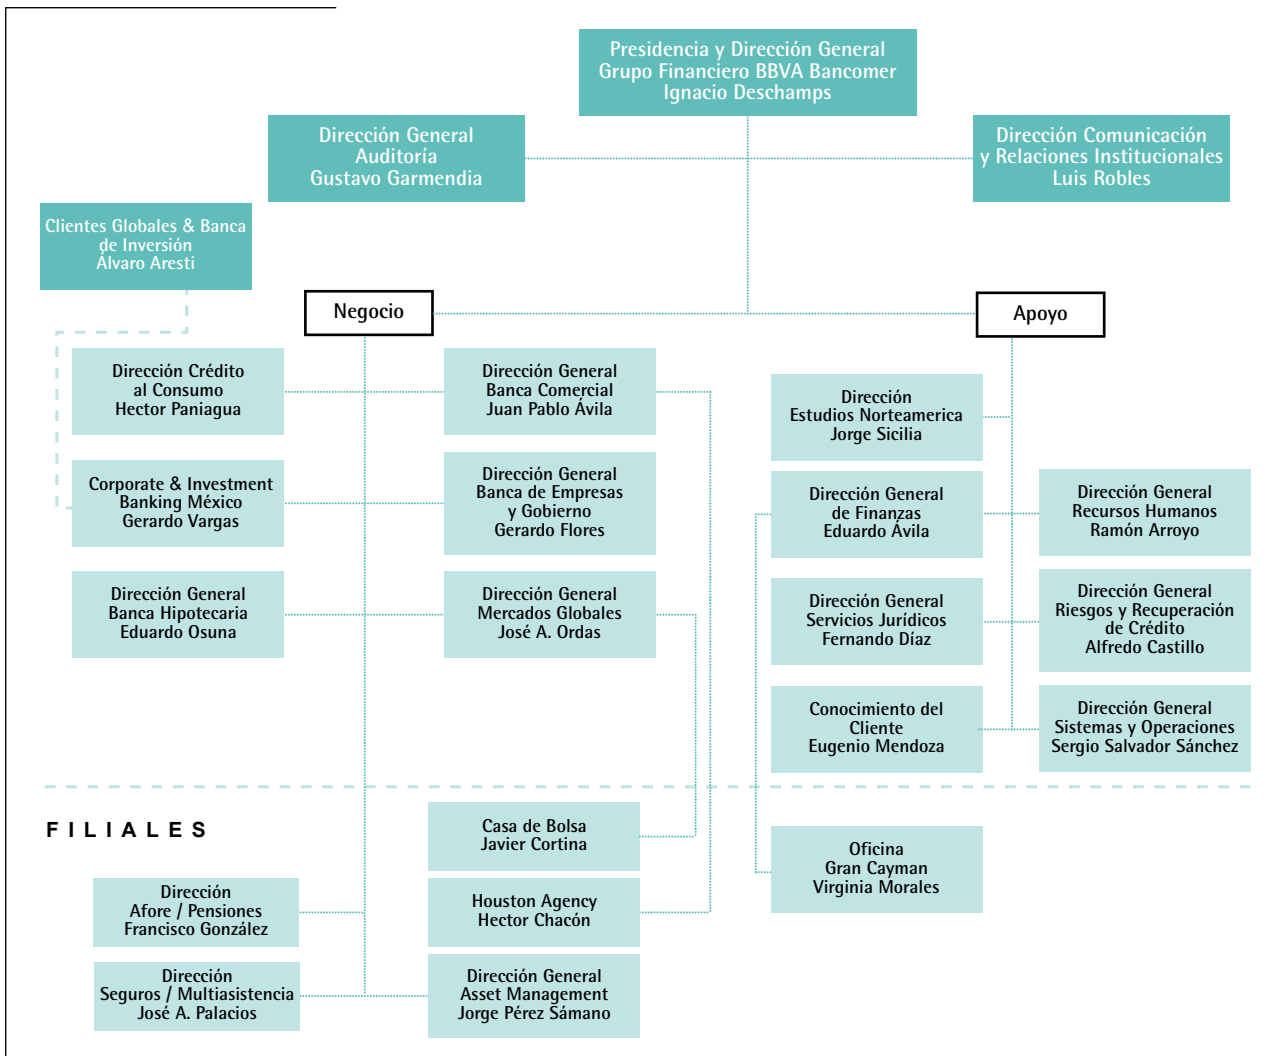 Presidencia y Dirección General
Grupo Financiero BBVA Bancomer
Ignacio Deschamps
Dirección General
Auditoría
Gustavo Garmendia
Dirección Comunicación
y Relaciones Institucionales
Luis Robles
Clientes Globales & Banca
de Inversión
Álvaro Aresti
Negocio
Apoyo
Dirección Crédito
al Consumo
Hector Paniagua
Dirección General
Banca Comercial
Juan Pablo Ávila
Corporate & Investment
Banking México
Gerardo Vargas
Dirección General
Banca de Empresas
y Gobierno
Gerardo Flores
Dirección General
Banca Hipotecaria
Eduardo Osuna
Dirección General
Mercados Globales
José A. Ordas
Dirección
Estudios Norteamerica
Jorge Sicilia
Dirección General
de Finanzas
Eduardo Ávila
Dirección General
Recursos Humanos
Ramón Arroyo
Dirección General
Servicios Jurídicos
Fernando Díaz
Dirección General
Riesgos y Recuperación
de Crédito
Alfredo Castillo
Conocimiento del
Cliente
Eugenio Mendoza
Dirección General
Sistemas y Operaciones
Sergio Salvador Sánchez
FILIALES
Casa de Bolsa
Javier Cortina
Oficina
Gran Cayman
Virginia Morales
Dirección
Afore / Pensiones
Francisco González
Houston Agency
Hector Chacón
Dirección
Seguros / Multiasistencia
José A. Palacios
Dirección General
Asset Management
Jorge Pérez Sámano